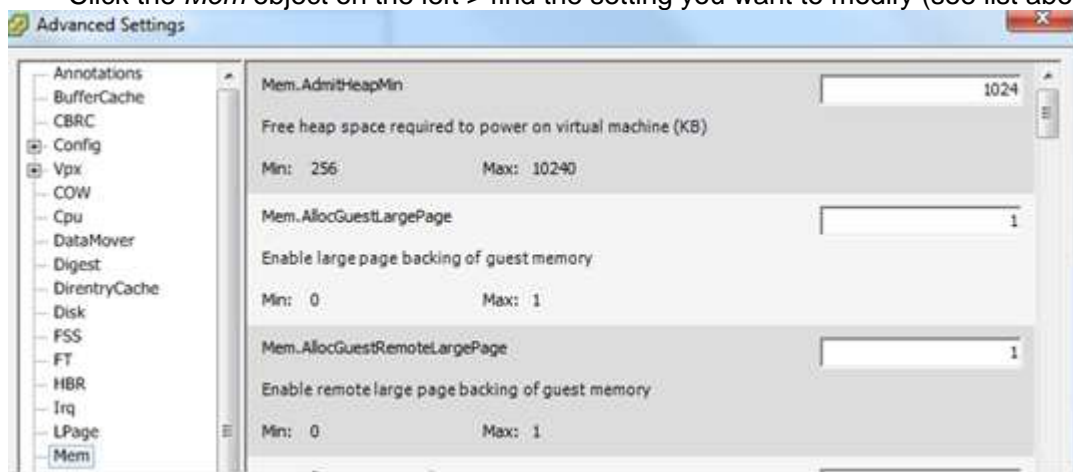 Click the Mem object on the left > find the setting you want to modify (see list abo
Advanced Settings
Annotations
BufferCache
CBRC
Config
Vpx
COW
Cpu
DataMover
Digest
DirentryCache
Disk
FSS
FT
HBR
Irq
LPage
Mem
Mem.AdmitHeapMin 1024
Free heap space required to power on virtual machine (KB)
Min: 256 Max: 10240
Mem.AllocGuestLargePage 1
Enable large page backing of guest memory
Min: 0 Max: 1
Mem.AllocGuestRemoteLargePage 1
Enable remote large page backing of guest memory
Min: 0 Max: 1